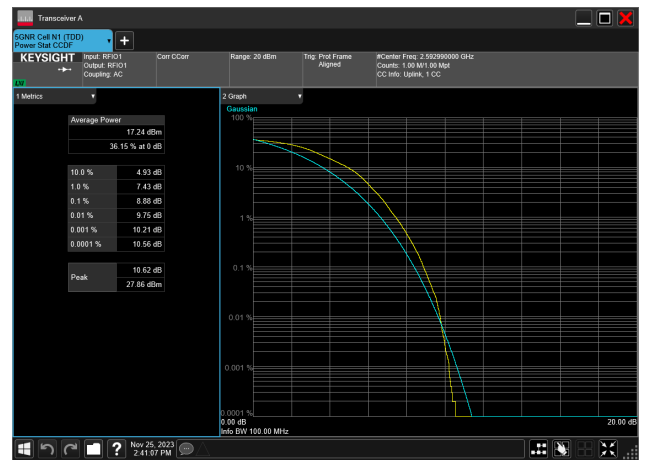 Transceiver A
5GNR Cell N1 (TDD)
Power Stat CCDF
KEYSIGHT
Input: RFIO1
Output: RFIO1
Coupling: AC
Corr CCorr
Range: 20 dBm
Trig: Prot Frame
Aligned
#Center Freq: 2.592990000 GHz
Counts: 1.00 M/1.00 Mpt
CC Info: Uplink, 1 CC
LXI
1 Metrics
Average Power
17.24 dBm
36.15 % at 0 dB
10.0 % 4.93 dB
1.0 % 7.43 dB
0.1 % 8.88 dB
0.01 % 9.75 dB
0.001 % 10.21 dB
0.0001 % 10.56 dB
Peak 10.62 dB
27.86 dBm
2 Graph
Gaussian
100 %
10 %
1 %
0.1 %
0.01 %
0.001 %
0.0001 %
0.00 dB 20.00 dB
Info BW 100.00 MHz
Nov 25, 2023
2:41:07 PM